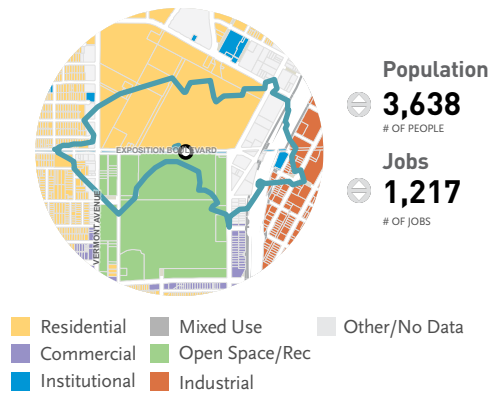 Population
3,638
# OF PEOPLE
Jobs
1,217
# OF JOBS
EXPOSITION BOULEVARD
VERMONT AVENUE
Residential
Mixed Use
Other/No Data
Commercial
Open Space/Rec
Institutional
Industrial